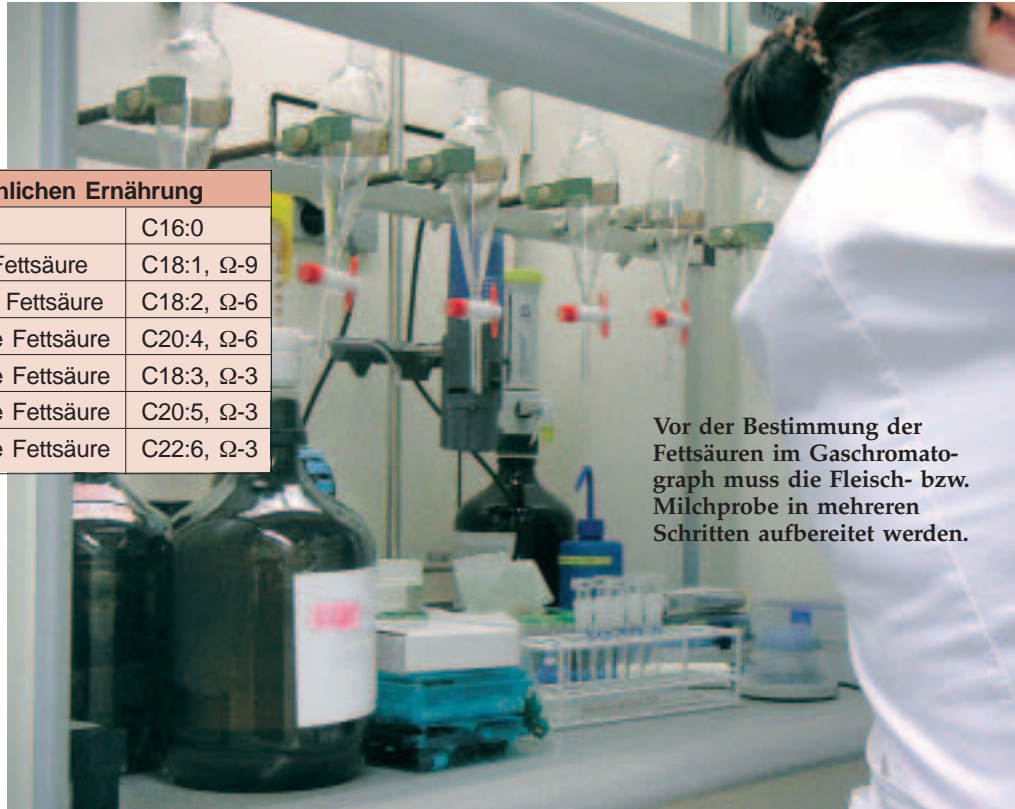 nlichen Ernährung
C16:0
Fettsäure C18:1, Ω-9
Fettsäure C18:2, Ω-6
e Fettsäure C20:4, Ω-6
e Fettsäure C18:3, Ω-3
e Fettsäure C20:5, Ω-3
e Fettsäure C22:6, Ω-3
Vor der Bestimmung der
Fettsäuren im Gaschromato-
graph muss die Fleisch- bzw.
Milchprobe in mehreren
Schritten aufbereitet werden.